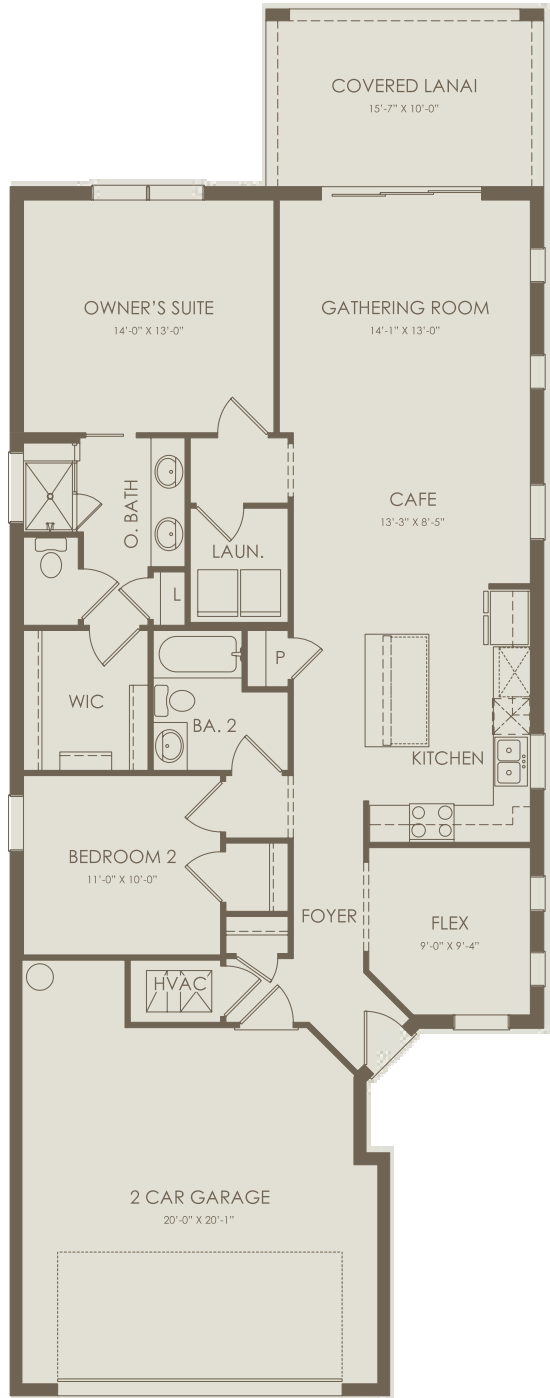 COVERED LANAI
15'-7" X 10'-0"
OWNER'S SUITE
14'-0" X 13'-0"
GATHERING ROOM
14'-1" X 13'-0"
O. BATH
CAFE
13'-3" X 8'-5"
LAUN.
L
P
WIC
BA. 2
KITCHEN
BEDROOM 2
11'-0" X 10'-0"
FOYER
FLEX
9'-0" X 9'-4"
HVAC
2 CAR GARAGE
20'-0" X 20'-1"